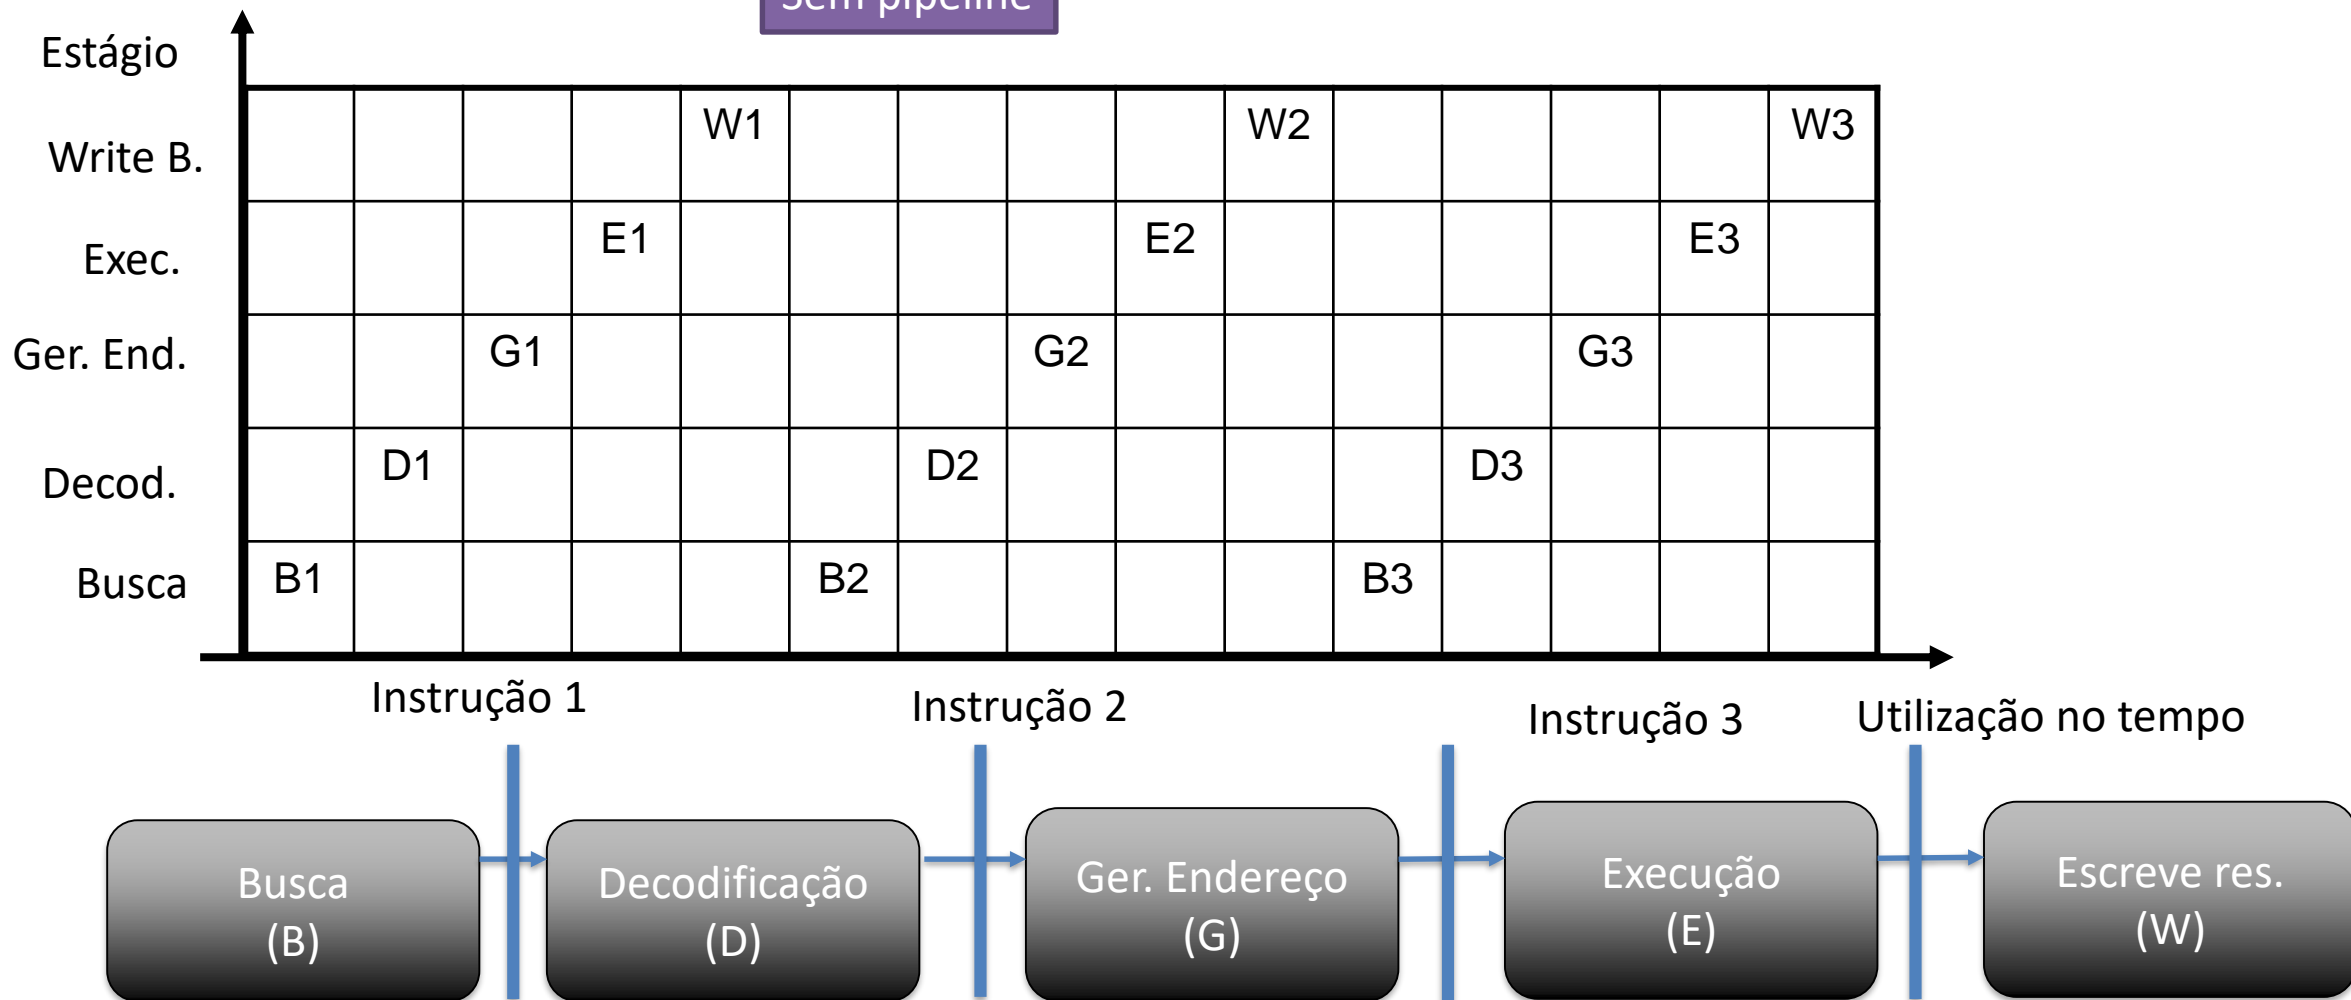 Sem pipeline
Estágio
Write B.
W1 W2 W3
Exec.
E1 E2 E3
Ger. End.
G1 G2 G3
Decod.
D1 D2 D3
Busca
B1 B2 B3
Instrução 1
Instrução 2
Instrução 3
Utilização no tempo
Busca
(B)
Decodificação
(D)
Ger. Endereço
(G)
Execução
(E)
Escreve res.
(W)